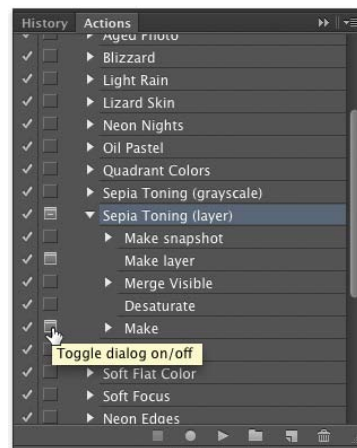 History Actions
Aged Photo
Blizzard
Light Rain
Lizard Skin
Neon Nights
Oil Pastel
Quadrant Colors
Sepia Toning (grayscale)
Sepia Toning (layer)
Make snapshot
Make layer
Merge Visible
Desaturate
Make
Toggle dialog on/off
Soft Flat Color
Soft Focus
Neon Edges